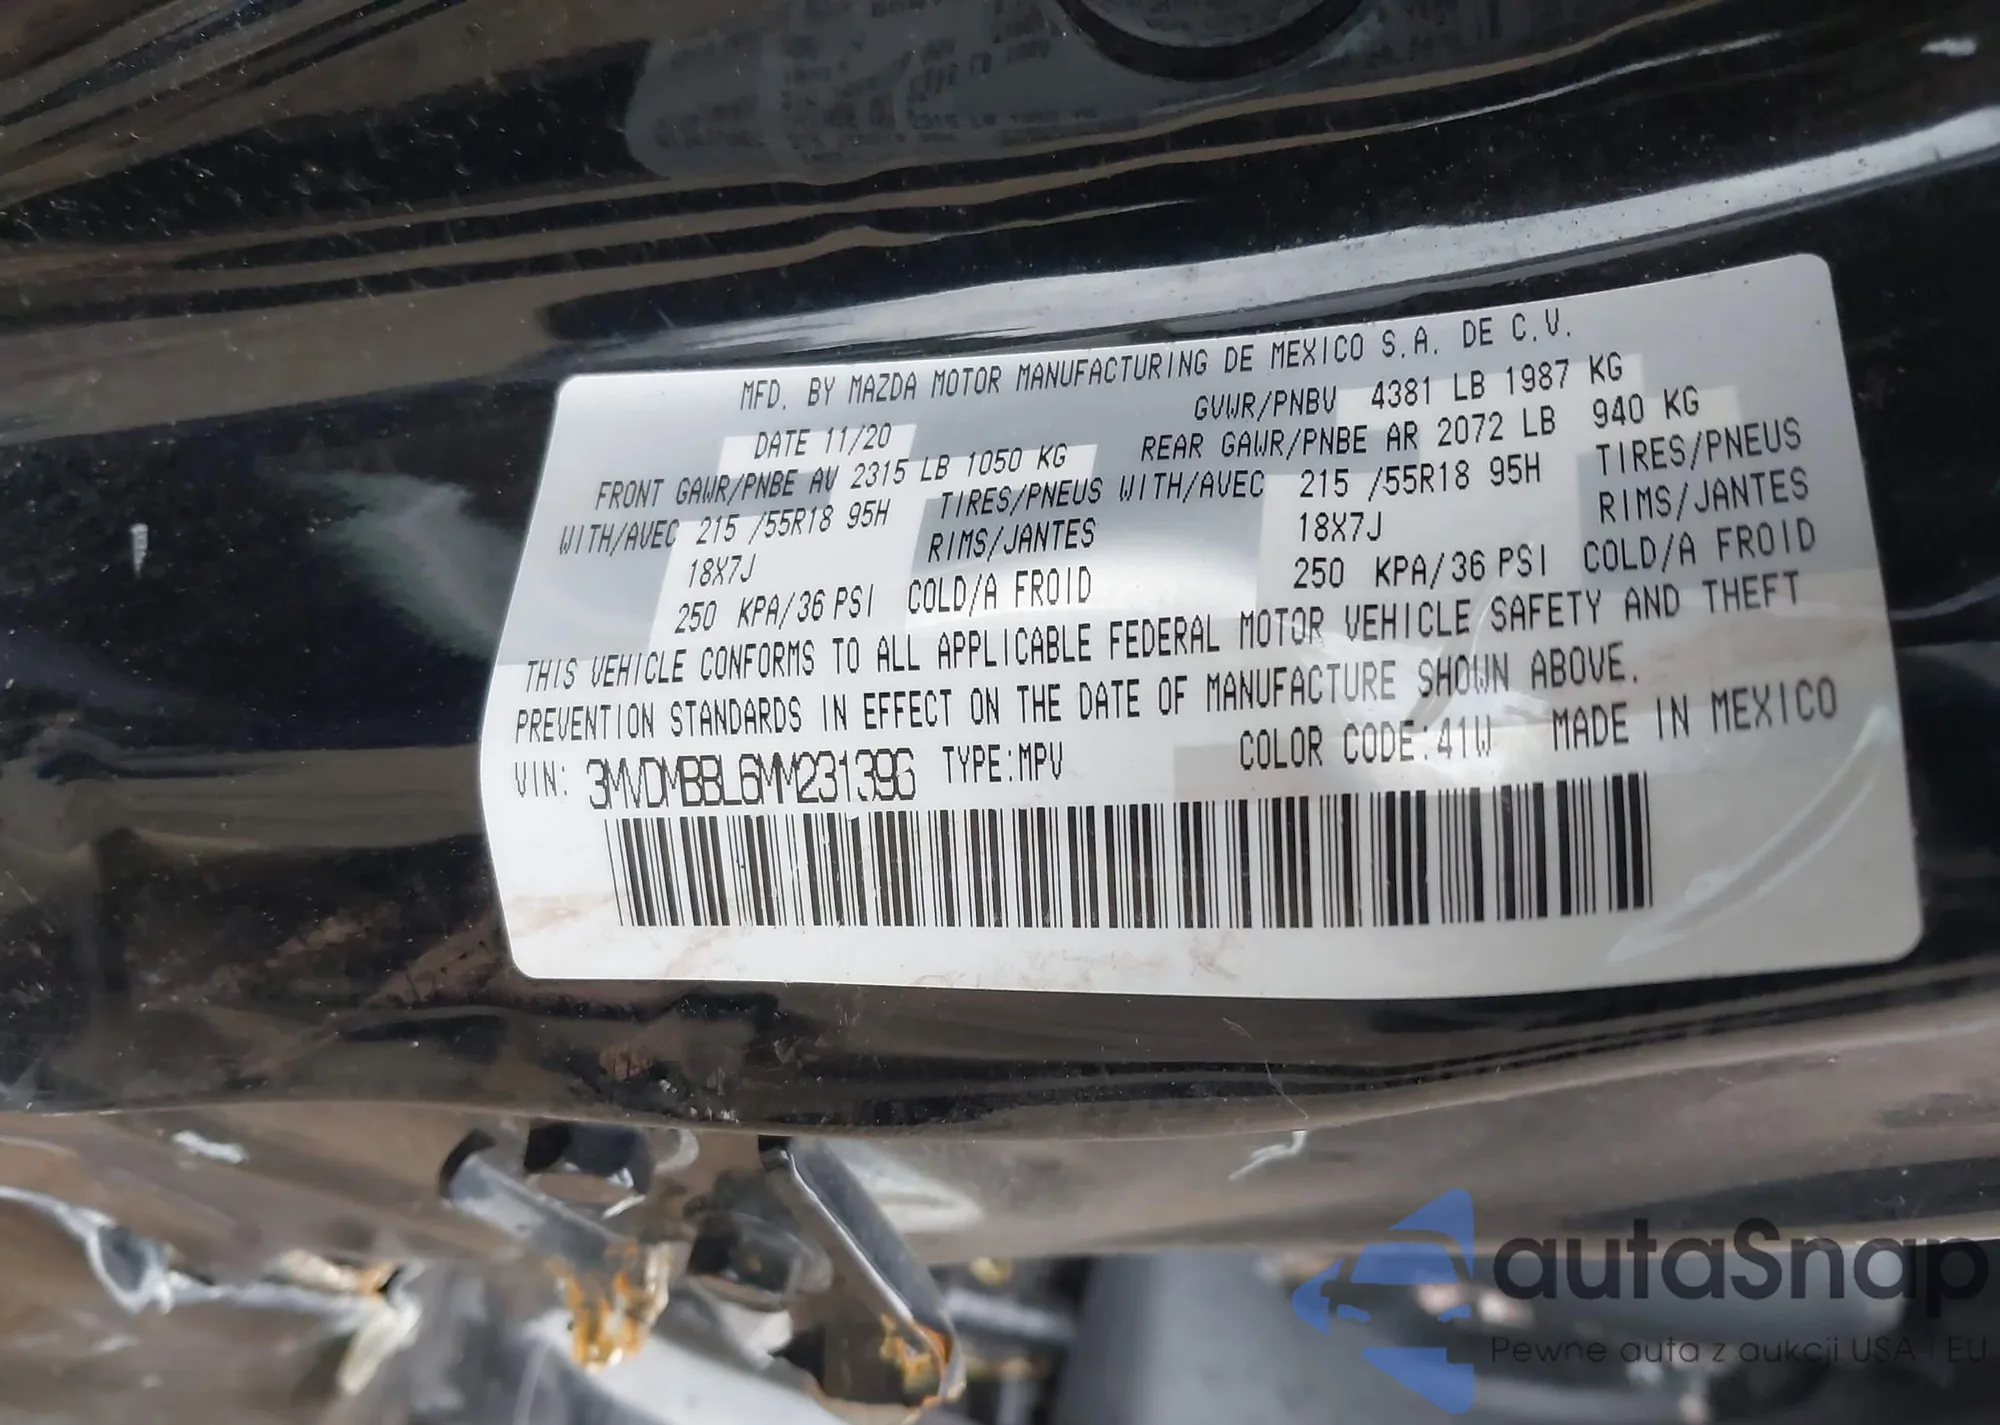 MFD. BY MAZDA MOTOR MANUFACTURING DE MEXICO S.A. DE C.V.
DATE 11/20 GVWR/PNBV 4381 LB 1987 KG
FRONT GAWR/PNBE AV 2315 LB 1050 KG REAR GAWR/PNBE AR 2072 LB 940 KG
WITH/AVEC 215 /55R18 95H TIRES/PNEUS WITH/AVEC 215 /55R18 95H TIRES/PNEUS
18X7J RIMS/JANTES 18X7J RIMS/JANTES
250 KPA/36 PSI COLD/A FROID 250 KPA/36 PSI COLD/A FROID
THIS VEHICLE CONFORMS TO ALL APPLICABLE FEDERAL MOTOR VEHICLE SAFETY AND THEFT
PREVENTION STANDARDS IN EFFECT ON THE DATE OF MANUFACTURE SHOWN ABOVE.
VIN: 3MVDMBBL6MM231396 TYPE:MPV COLOR CODE:41W MADE IN MEXICO
autaSnap
Pewne auta z aukcji USA i EU